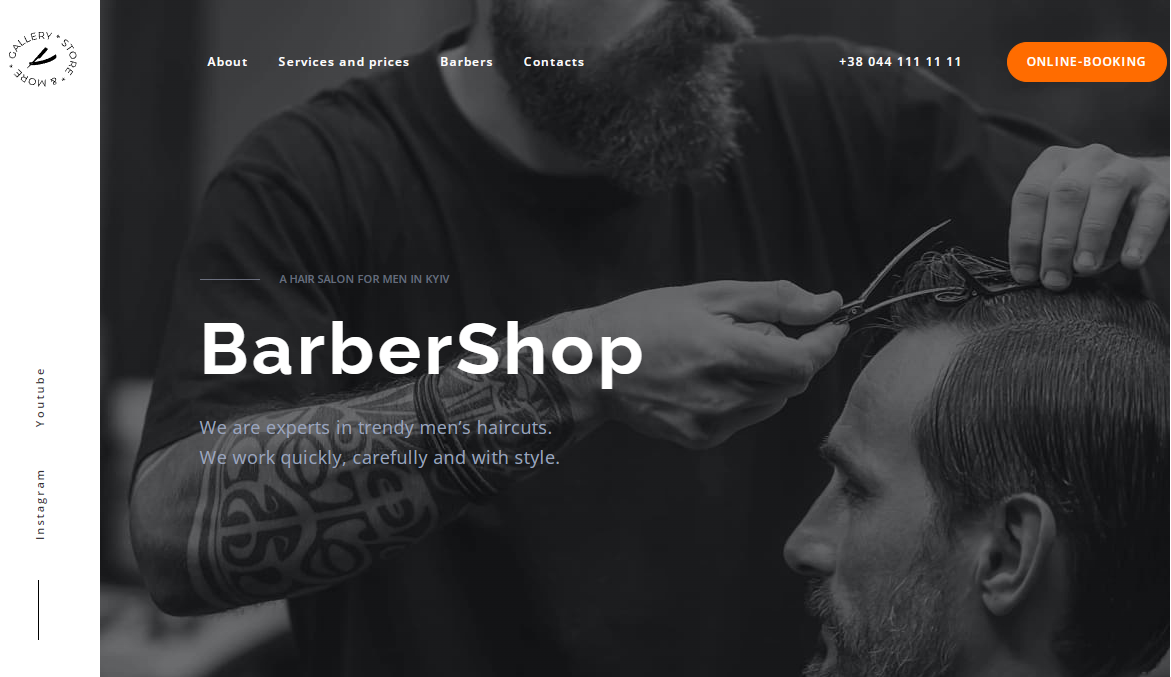 GALLERY * STORE * & MORE *
About Services and prices Barbers Contacts +38 044 111 11 11 ONLINE-BOOKING
A HAIR SALON FOR MEN IN KYIV
BarberShop
We are experts in trendy men’s haircuts.
We work quickly, carefully and with style.
Youtube
Instagram